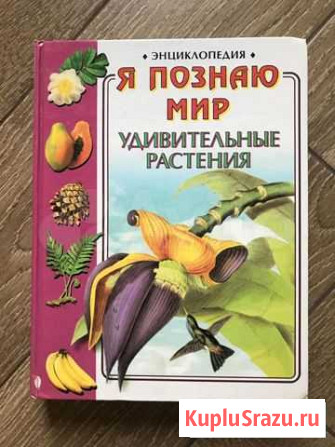 ЭНЦИКЛОПЕДИЯ
Я ПОЗНАЮ
МИР
УДИВИТЕЛЬНЫЕ
РАСТЕНИЯ
KupluSrazu.ru